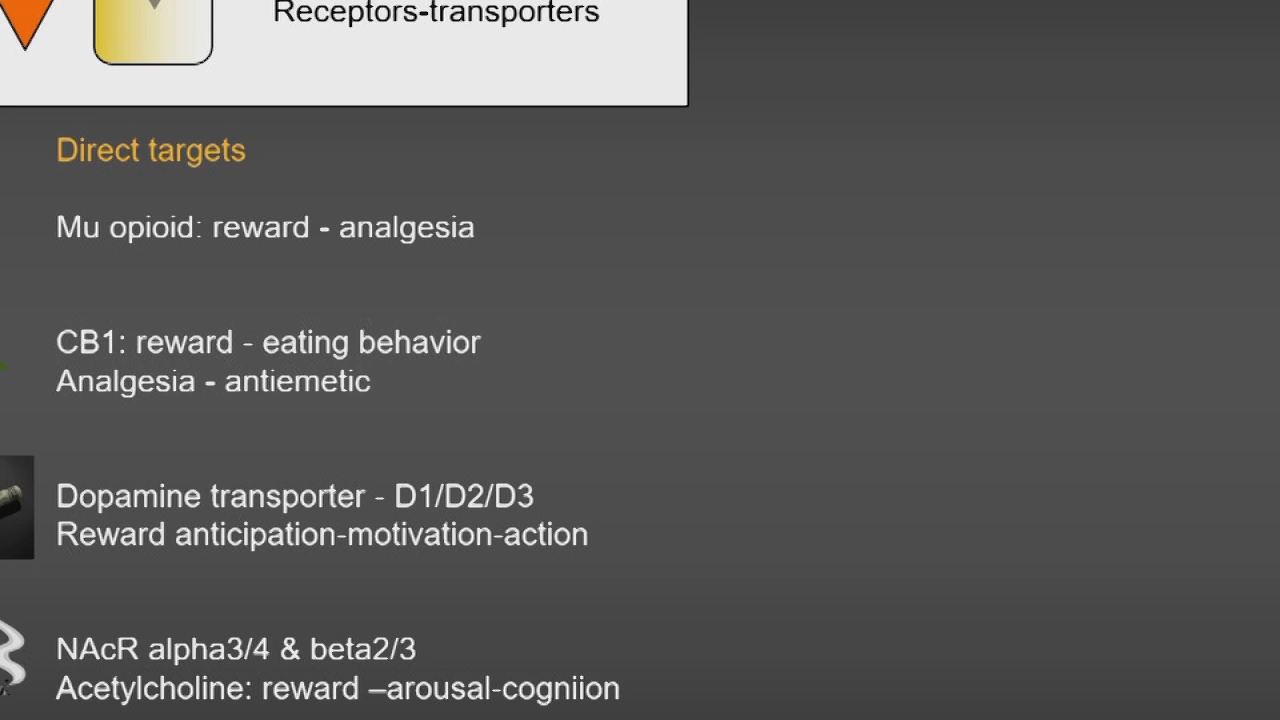 Receptors-transporters
Direct targets
Mu opioid: reward - analgesia
CB1: reward - eating behavior
Analgesia - antiemetic
Dopamine transporter - D1/D2/D3
Reward anticipation-motivation-action
NAcR alpha3/4 & beta2/3
Acetylcholine: reward –arousal-cogniion